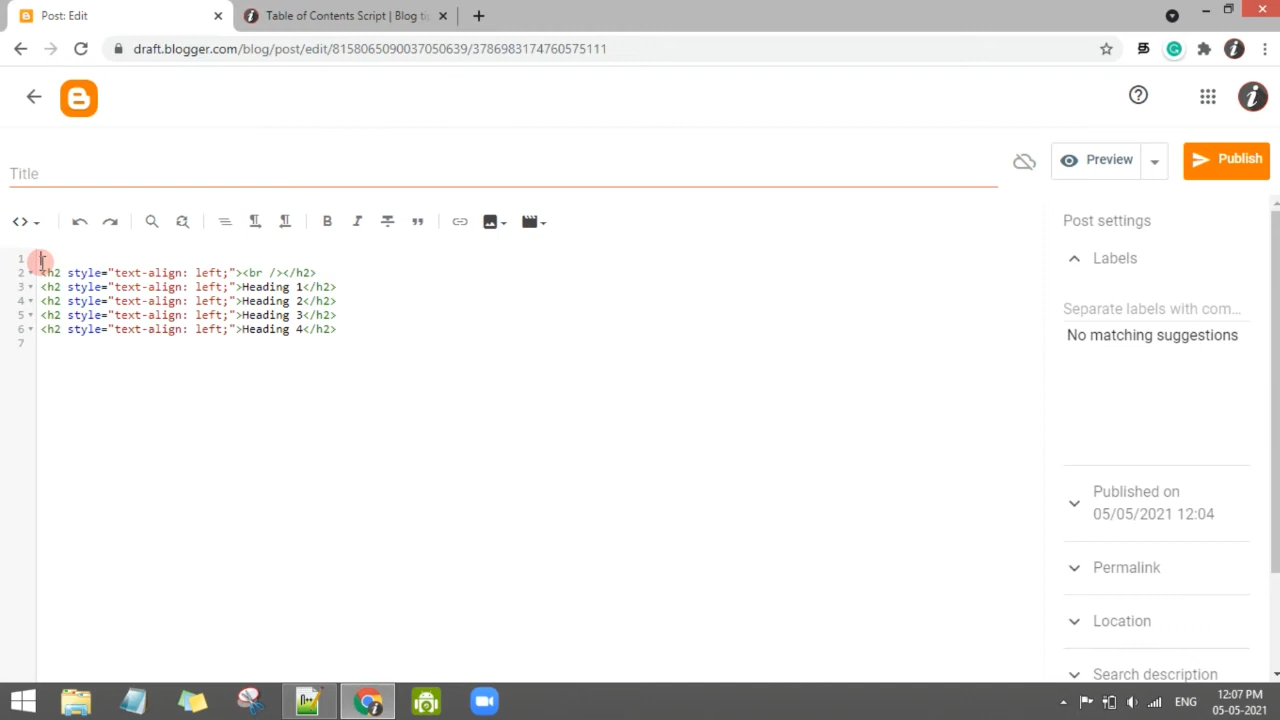 Post: Edit
Table of Contents Script | Blog
draft.blogger.com/blog/post/edit/8158065090037050639/3786983174760575111
Title
Preview
Publish
Post settings
1
Labels
2 <h2 style="text-align: left;"><br /></h2>
3 <h2 style="text-align: left;">Heading 1</h2>
4 <h2 style="text-align: left;">Heading 2</h2>
5 <h2 style="text-align: left;">Heading 3</h2>
6 <h2 style="text-align: left;">Heading 4</h2>
7
Separate labels with com...
No matching suggestions
Published on
05/05/2021 12:04
Permalink
Location
Search description
ENG
12:07 PM
05-05-2021